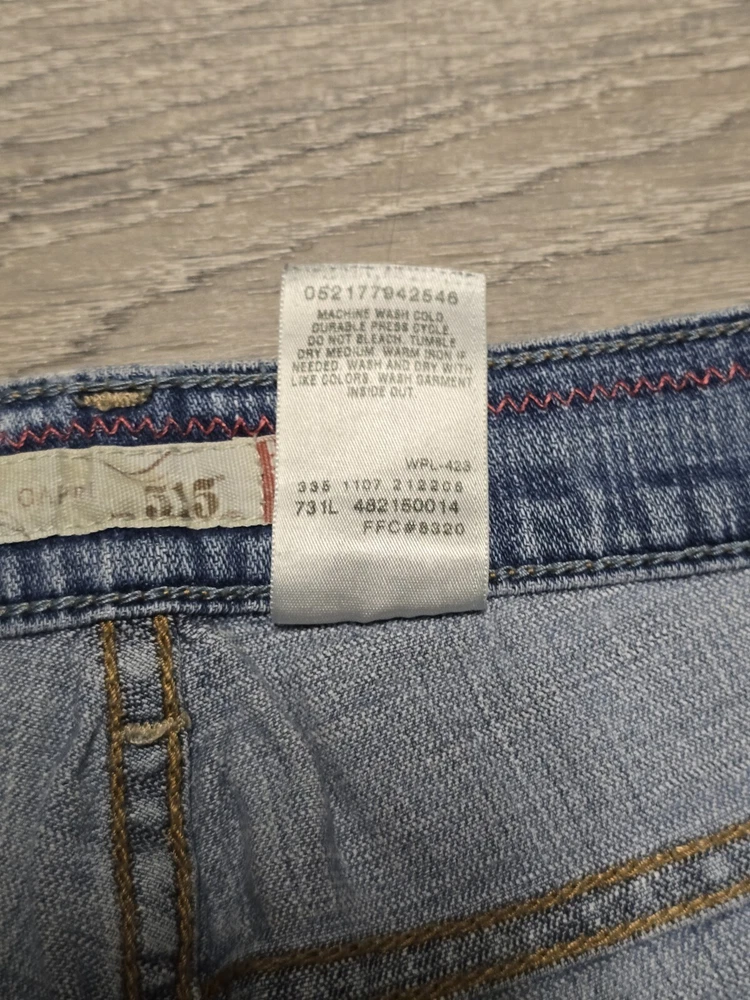 052177942546
MACHINE WASH COLD
DURABLE PRESS CYCLE
DO NOT BLEACH. TUMBLE
DRY MEDIUM. WARM IRON IF
NEEDED. WASH AND DRY WITH
LIKE COLORS. WASH GARMENT
INSIDE OUT.
WPL-423
335 1107 212206
731L 482150014
FFC#8320
515